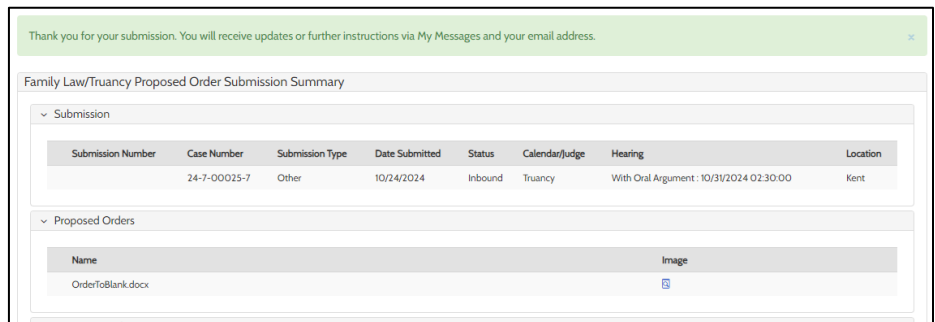 Thank you for your submission. You will receive updates or further instructions via My Messages and your email address. x
Family Law/Truancy Proposed Order Submission Summary
Submission
Submission Number Case Number Submission Type Date Submitted Status Calendar/Judge Hearing Location
24-7-00025-7 Other 10/24/2024 Inbound Truancy With Oral Argument : 10/31/2024 02:30:00 Kent
Proposed Orders
Name Image
OrderToBlank.docx